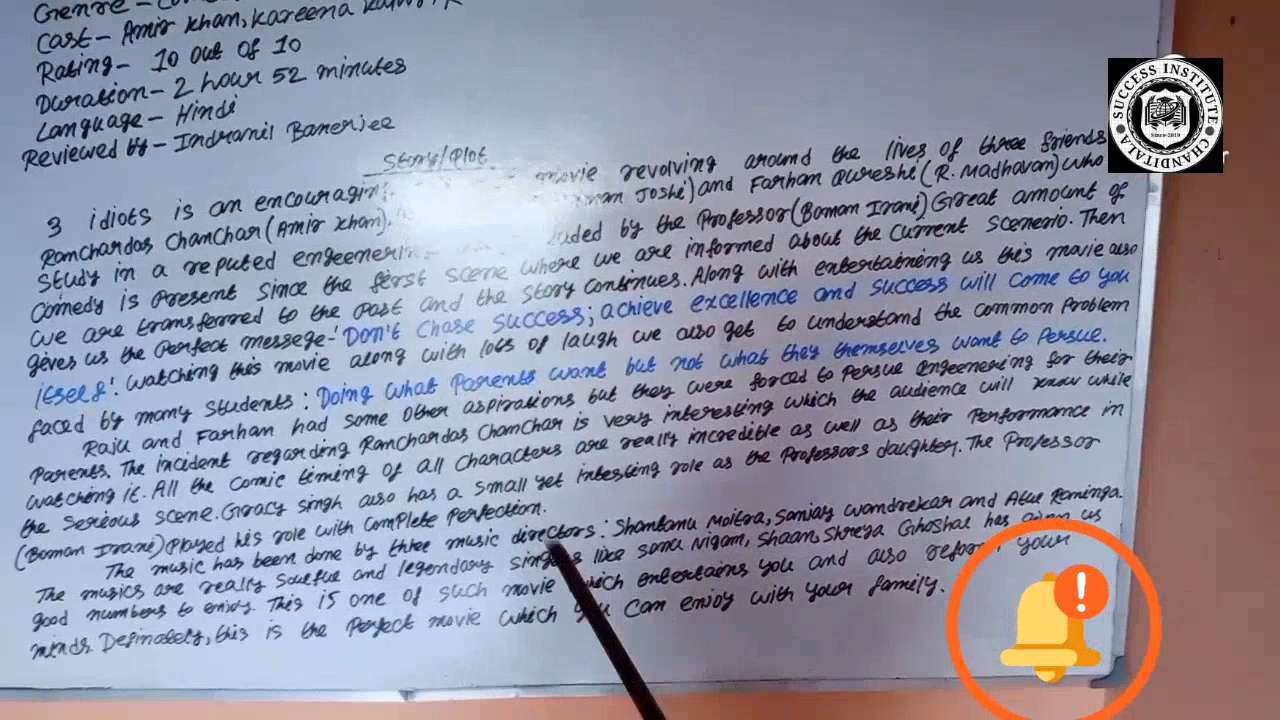 Genre - Com
Cast - Amir Kham, Kareena Kapoor
Rating - 10 out of 10
Duration - 2 hour 52 minutes
Language - Hindi
Reviewed by - Indranil Banerjee
Story/Plot
3 idiots is an encouraging movie revolving around the lives of three friends
Ranchardas Chanchar (Amir Kham), Joshi) and Farhan Qureshi (R. Madhavan) who
study in a reputed engeenering headed by the Professor (Boman Irani) Great amount of
comedy is present since the first scene where we are informed about the current scenerio. Then
we are transferred to the past and the story continues. Along with entertaining us this movie also
gives us the perfect messege - 'Don't chase success; achieve excellence and success will come to you
itself'. Watching this movie along with lots of laugh we also get to understand the common problem
faced by many students: Doing what parents want but not what they themselves want to persue.
Raju and Farhan had some other aspirations but they were forced to persue engeenering for their
parents. The incident regarding Ranchardas Chanchar is very interesting which the audience will know while
watching it. All the comic timing of all characters are really incredible as well as their performance in
the serious scene. Gracy singh also has a small yet intesting role as the professors daughter. The professor
(Boman Irani) played his role with complete perfection.
The music has been done by three music directors: Shantanu Moitra, Sanjay wandrekar and Atul Raninga.
The musics are really soulful and legendary singers like Sonu Nigam, Shaan, Shreya Ghoshal has given us
good numbers to enjoy. This is one of such movie which entertains you and also reform your
minds. Definately, this is the perfect movie which you can enjoy with your family.
SUCCESS INSTITUTE
Since-2019
CHANDITALA